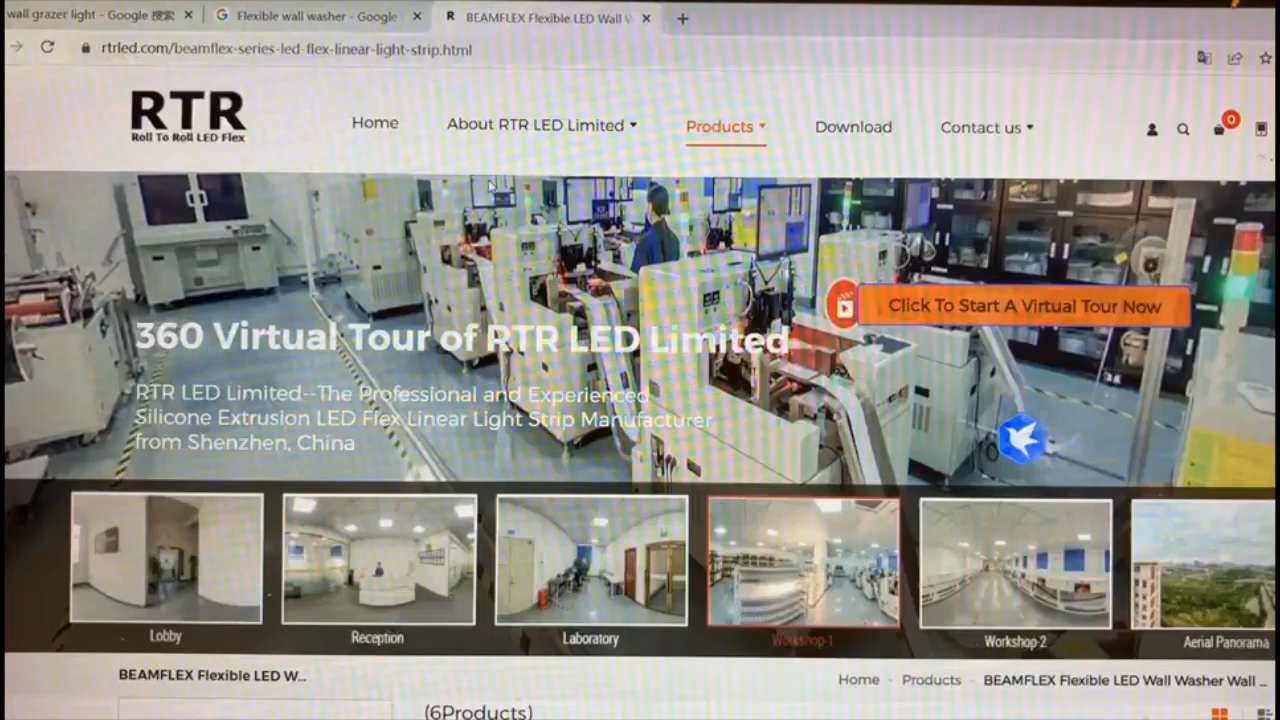 wall grazer light - Google 搜索
Flexible wall washer - Google
BEAMFLEX Flexible LED Wall W
rtrled.com/beamflex-series-led-flex-linear-light-strip.html
RTR
Roll To Roll LED Flex
Home
About RTR LED Limited
Products
Download
Contact us
0
Click To Start A Virtual Tour Now
360 Virtual Tour of RTR LED Limited
RTR LED Limited--The Professional and Experienced
Silicone Extrusion LED Flex Linear Light Strip Manufacturer
from Shenzhen, China
Lobby
Reception
Laboratory
Workshop-1
Workshop-2
Aerial Panorama
BEAMFLEX Flexible LED W...
Home - Products - BEAMFLEX Flexible LED Wall Washer Wall ...
(6Products)